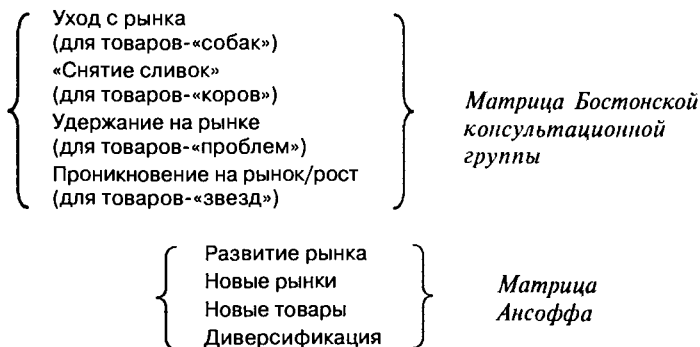 Уход с рынка
(для товаров-«собак»)
«Снятие сливок»
(для товаров-«коров»)
Удержание на рынке
(для товаров-«проблем»)
Проникновение на рынок/рост
(для товаров-«звезд»)
Матрица Бостонской
консультационной
группы
Развитие рынка
Новые рынки
Новые товары
Диверсификация
Матрица
Ансоффа